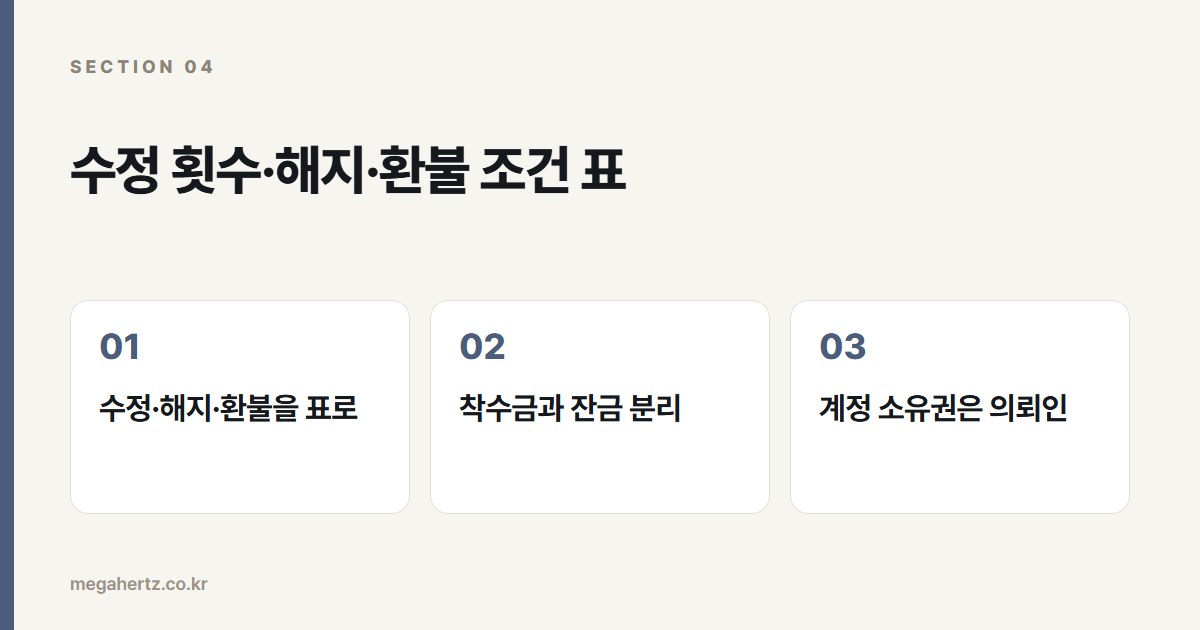 SECTION 04
수정 횟수·해지·환불 조건 표
01
수정·해지·환불을 표로
02
착수금과 잔금 분리
03
계정 소유권은 의뢰인
megahertz.co.kr